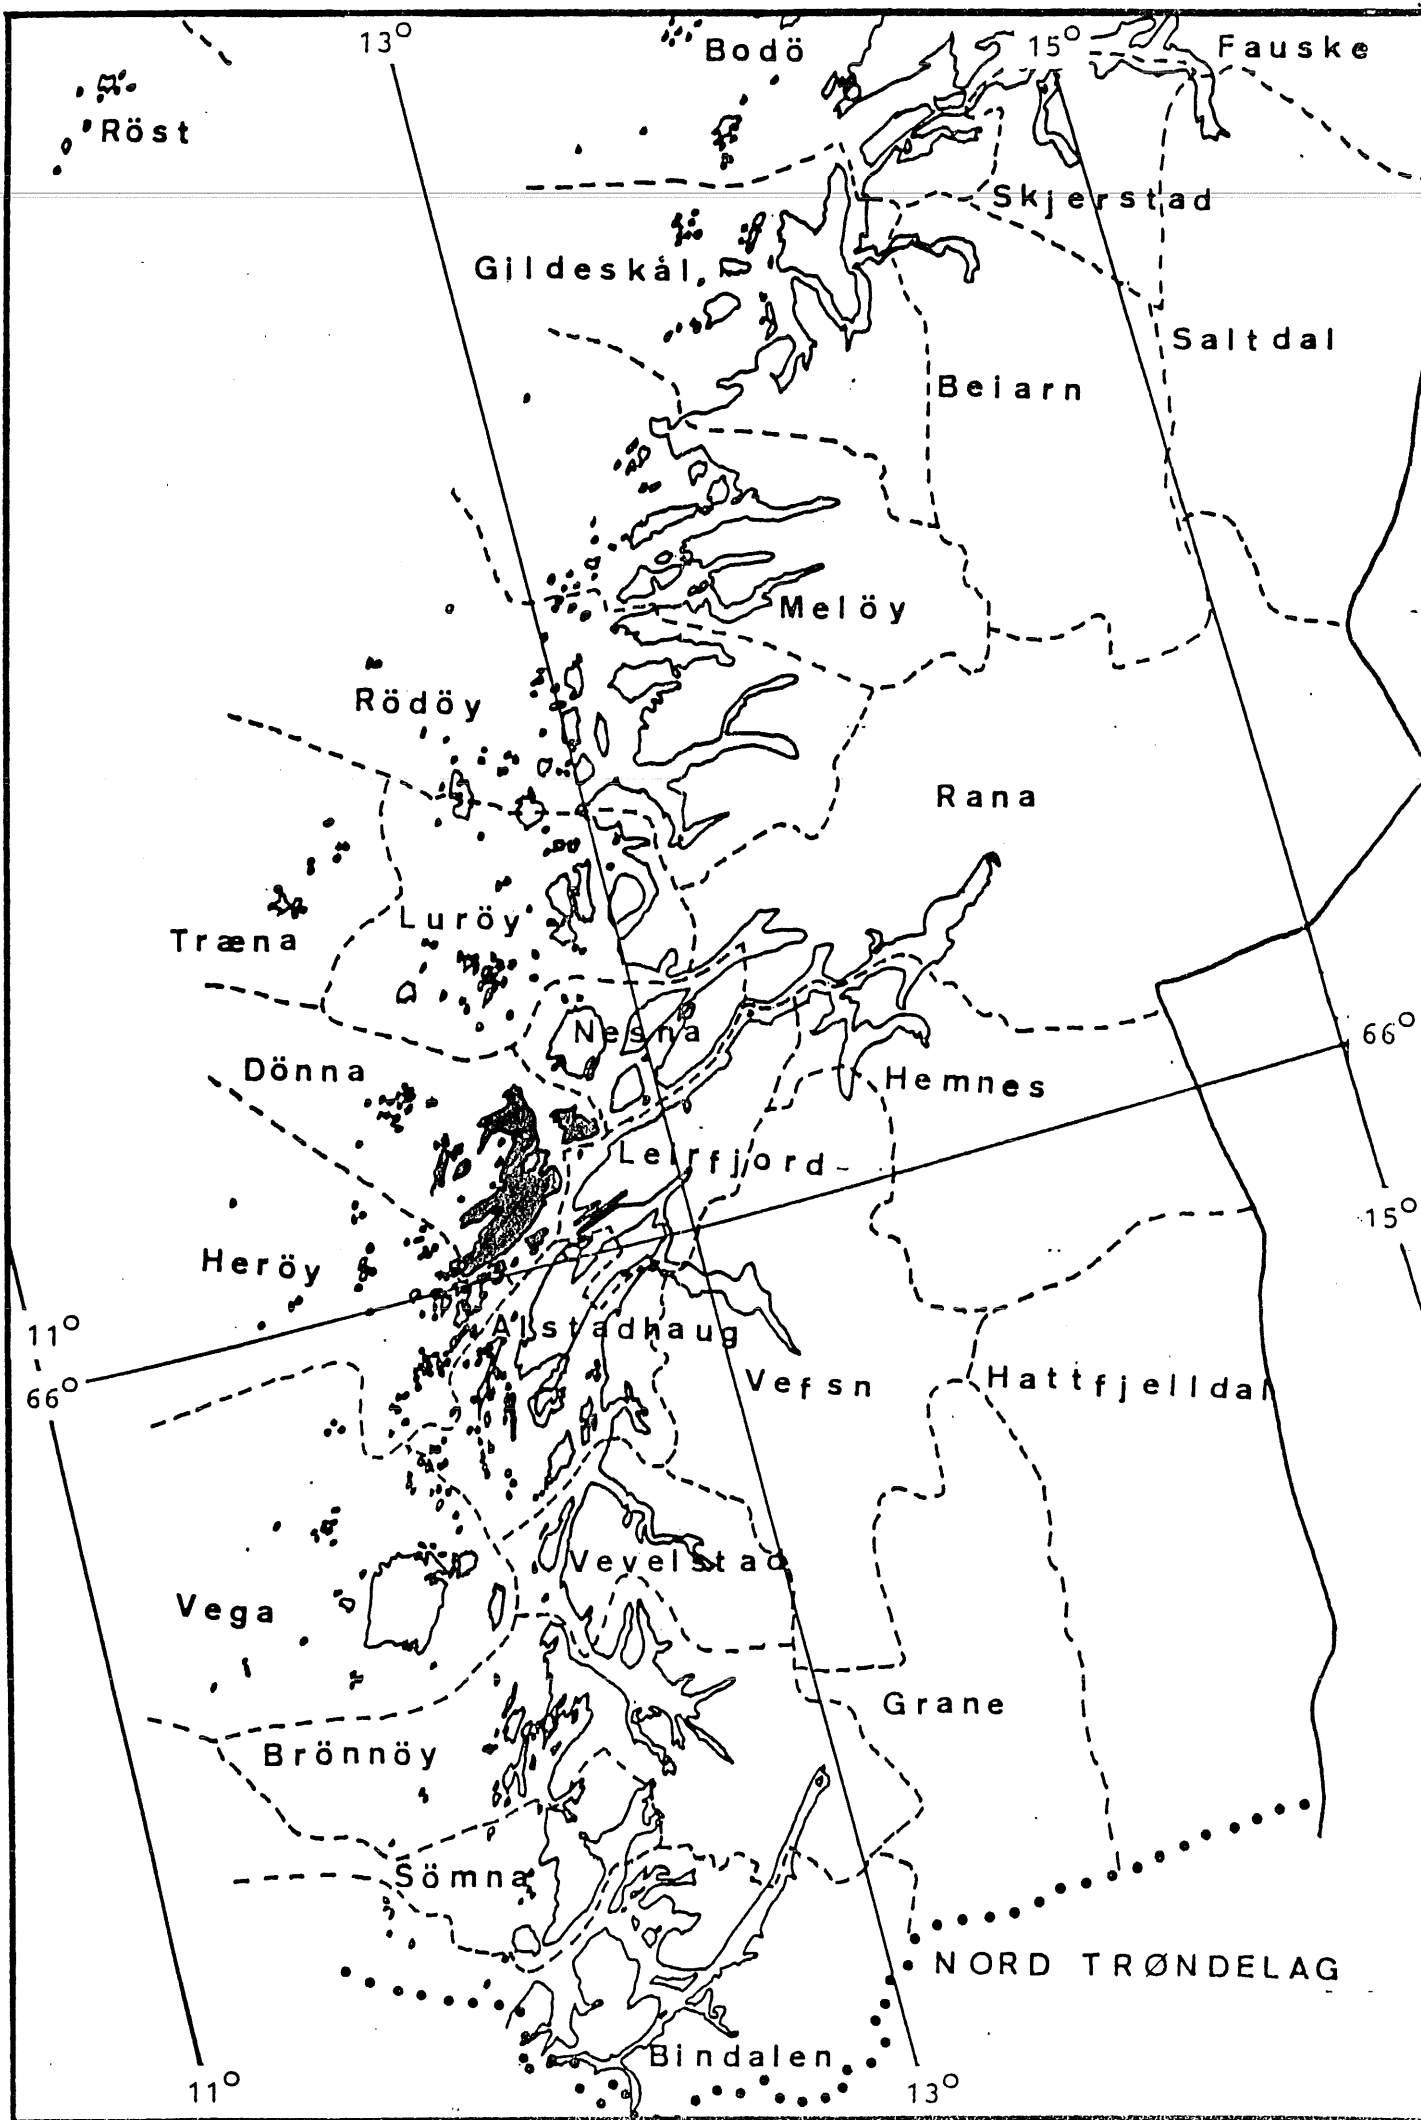 13°
Bodö
15°
Fauske
Röst
Skjerstad
Gildeskål
Saltdal
Beiarn
Melöy
Rödöy
Rana
Luröy
Træna
Nesna
66°
Dönna
Hemnes
Leirfjord
15°
Heröy
11°
Alstadhaug
66°
Vefsn
Hattfjelldal
Vevelstad
Vega
Grane
Brönnöy
Sömna
NORD TRØNDELAG
Bindalen
11°
13°